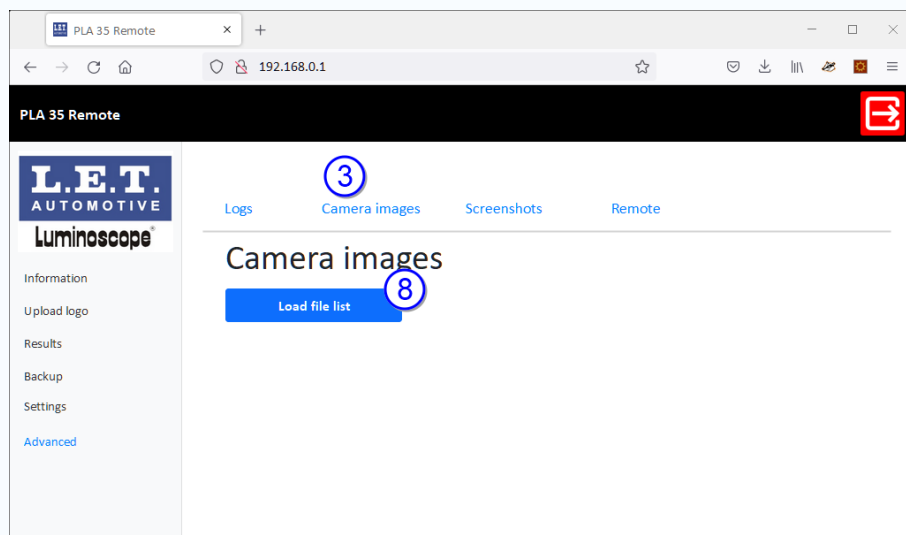 PLA 35 Remote
192.168.0.1
PLA 35 Remote
L.E.T.
AUTOMOTIVE
Luminoscope®
3
Logs Camera images Screenshots Remote
Camera images
8
Load file list
Information
Upload logo
Results
Backup
Settings
Advanced